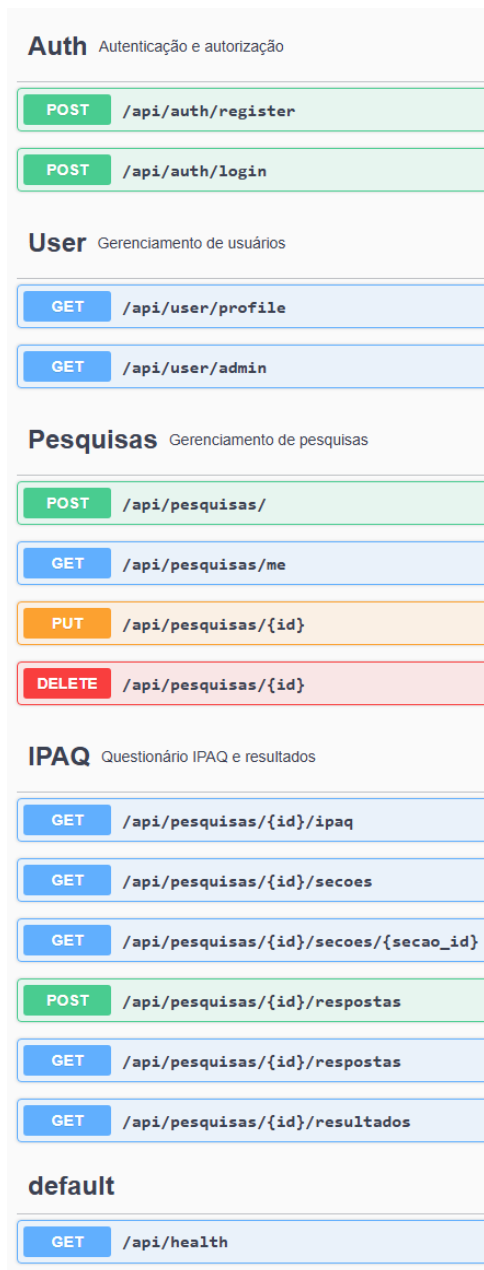 Auth Autenticação e autorização
POST /api/auth/register
POST /api/auth/login
User Gerenciamento de usuários
GET /api/user/profile
GET /api/user/admin
Pesquisas Gerenciamento de pesquisas
POST /api/pesquisas/
GET /api/pesquisas/me
PUT /api/pesquisas/{id}
DELETE /api/pesquisas/{id}
IPAQ Questionário IPAQ e resultados
GET /api/pesquisas/{id}/ipaq
GET /api/pesquisas/{id}/secoes
GET /api/pesquisas/{id}/secoes/{secao_id}
POST /api/pesquisas/{id}/respostas
GET /api/pesquisas/{id}/respostas
GET /api/pesquisas/{id}/resultados
default
GET /api/health